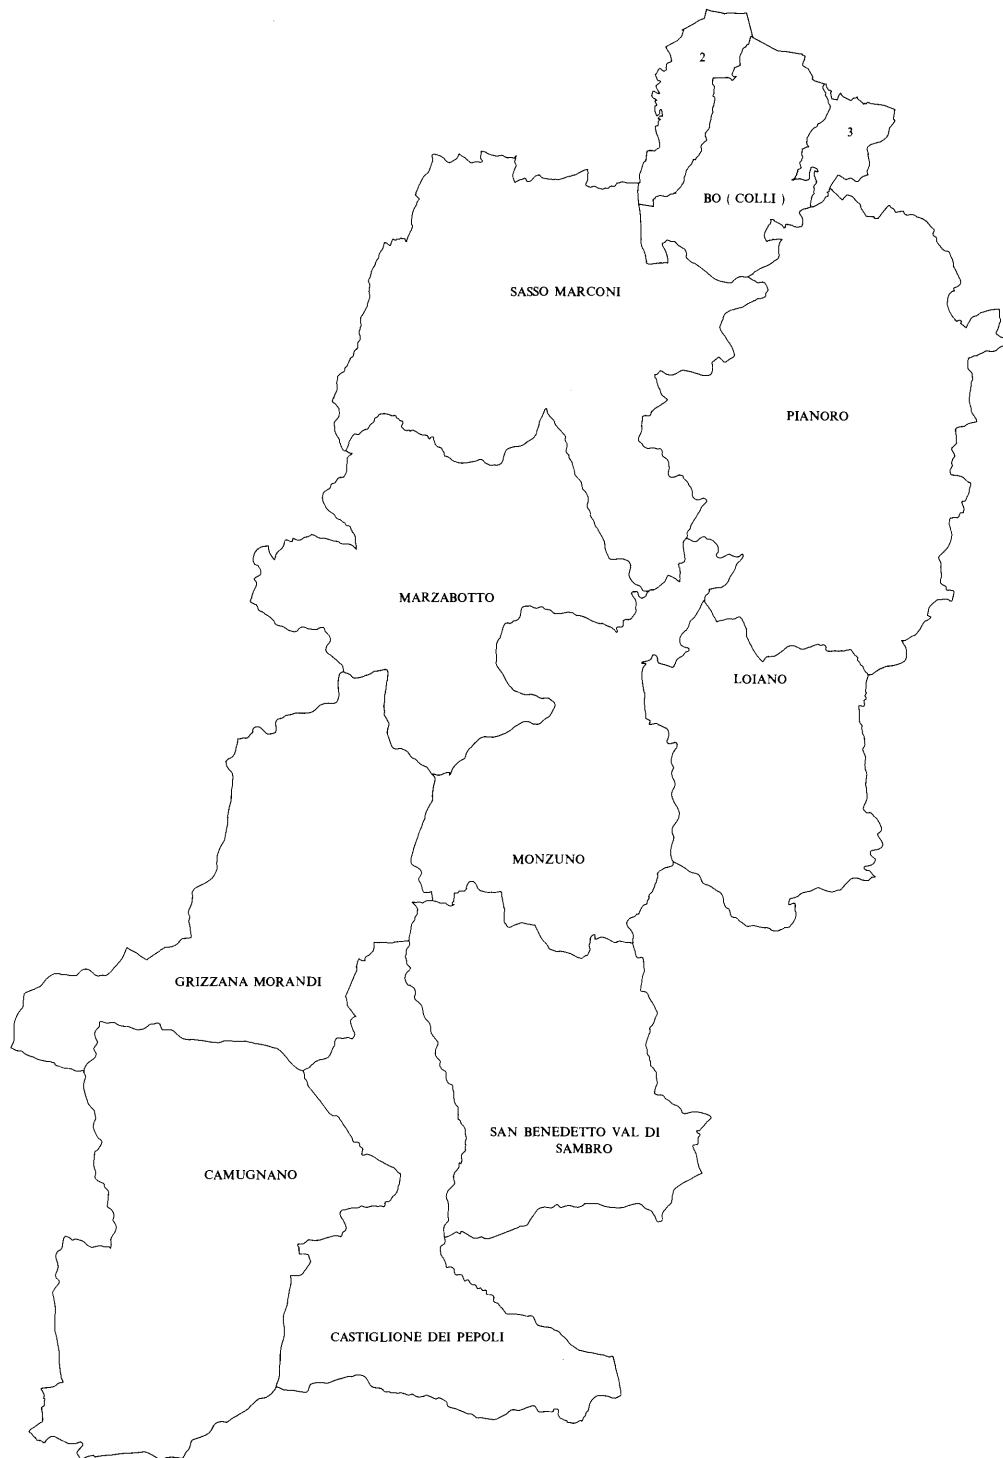 2
3
BO ( COLLI )
SASSO MARCONI
PIANORO
MARZABOTTO
LOIANO
MONZUNO
GRIZZANA MORANDI
SAN BENEDETTO VAL DI
SAMBRO
CAMUGNANO
CASTIGLIONE DEI PEPOLI